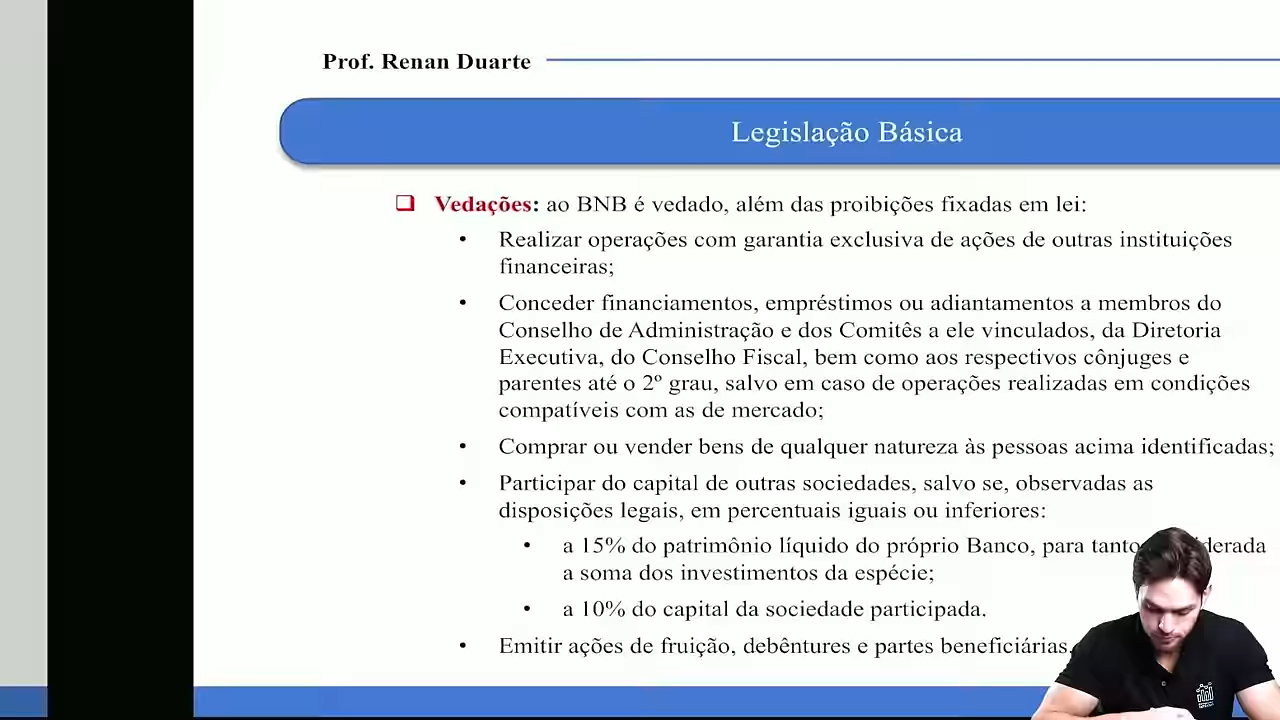 Prof. Renan Duarte
Legislação Básica
Vedações: ao BNB é vedado, além das proibições fixadas em lei:
• Realizar operações com garantia exclusiva de ações de outras instituições
financeiras;
• Conceder financiamentos, empréstimos ou adiantamentos a membros do
Conselho de Administração e dos Comitês a ele vinculados, da Diretoria
Executiva, do Conselho Fiscal, bem como aos respectivos cônjuges e
parentes até o 2º grau, salvo em caso de operações realizadas em condições
compatíveis com as de mercado;
• Comprar ou vender bens de qualquer natureza às pessoas acima identificadas;
• Participar do capital de outras sociedades, salvo se, observadas as
disposições legais, em percentuais iguais ou inferiores:
• a 15% do patrimônio líquido do próprio Banco, para tanto
a soma dos investimentos da espécie;
• a 10% do capital da sociedade participada.
• Emitir ações de fruição, debêntures e partes beneficiárias.